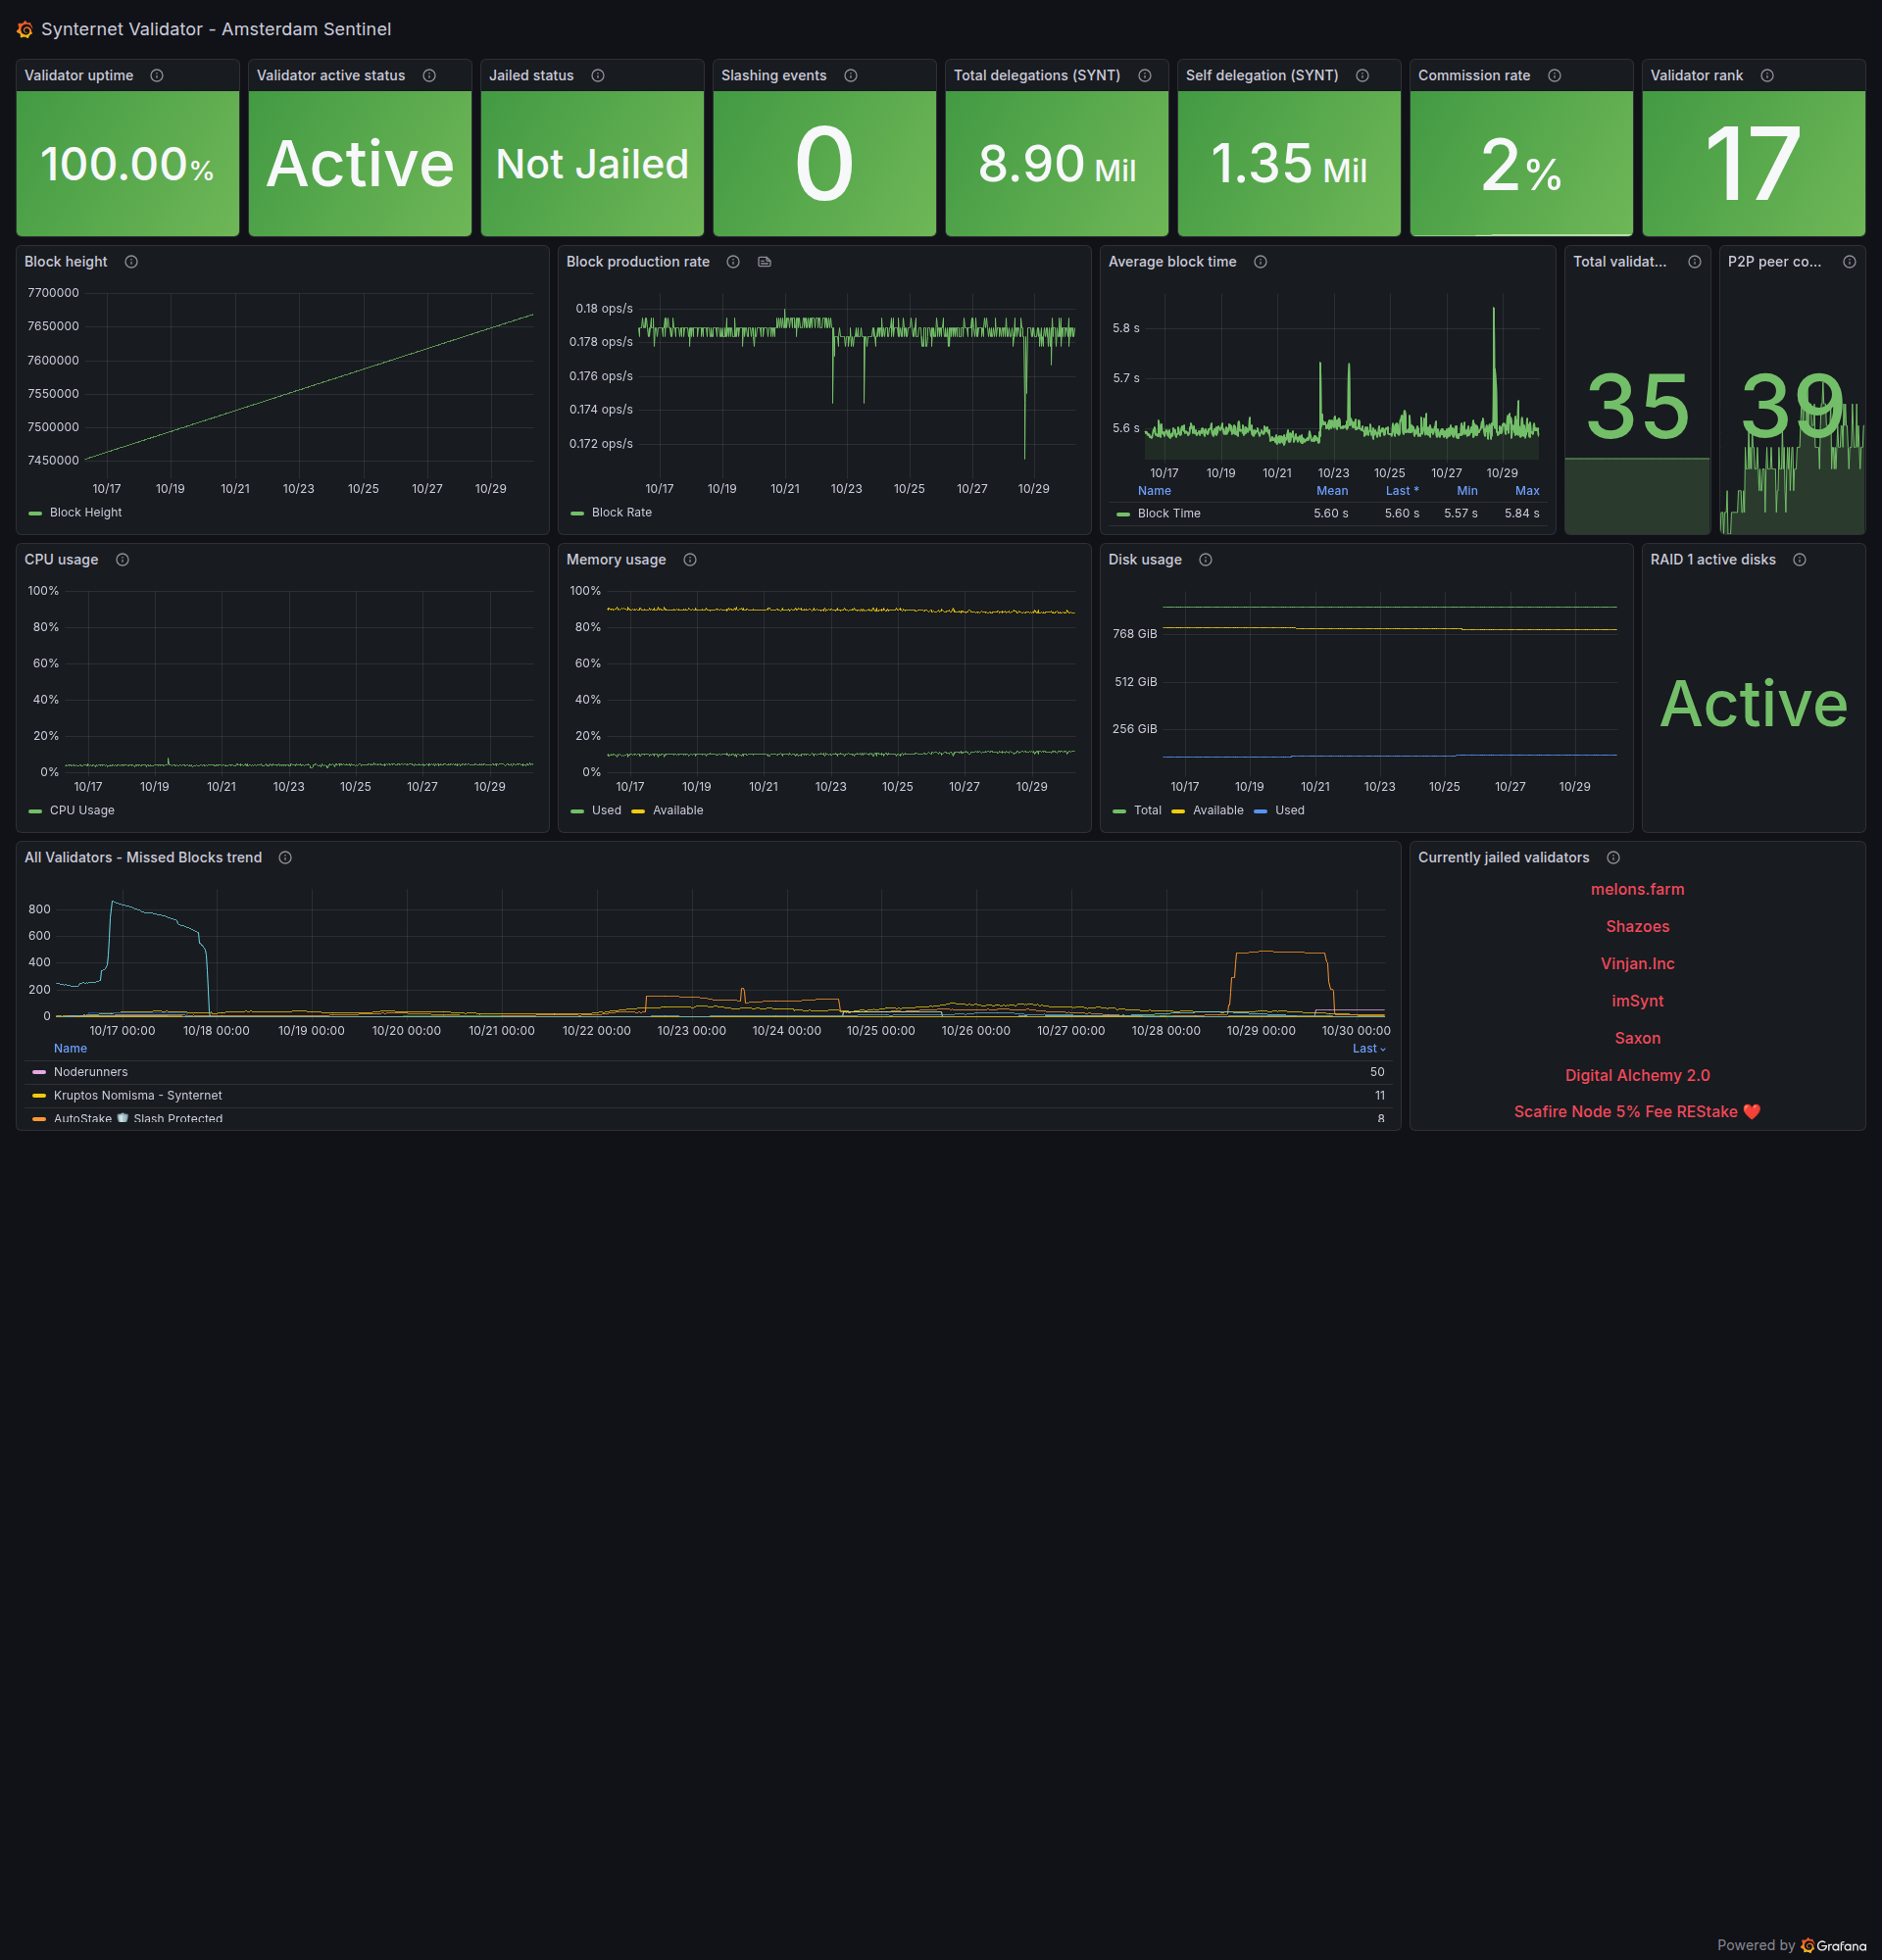 Synternet Validator - Amsterdam Sentinel
Validator uptime
100.00%
Validator active status
Active
Jailed status
Not Jailed
Slashing events
0
Total delegations (SYNT)
8.90 Mil
Self delegation (SYNT)
1.35 Mil
Commission rate
2%
Validator rank
17
Block height
7700000
7650000
7600000
7550000
7500000
7450000
10/17 10/19 10/21 10/23 10/25 10/27 10/29
Block Height
Block production rate
0.18 ops/s
0.178 ops/s
0.176 ops/s
0.174 ops/s
0.172 ops/s
10/17 10/19 10/21 10/23 10/25 10/27 10/29
Block Rate
Average block time
5.8 s
5.7 s
5.6 s
10/17 10/19 10/21 10/23 10/25 10/27 10/29
Name Mean Last * Min Max
Block TIme 5.60 s 5.60 s 5.57 s 5.84 s
Total validat...
35
P2P peer co...
39
CPU usage
100%
80%
60%
40%
20%
0%
10/17 10/19 10/21 10/23 10/25 10/27 10/29
CPU Usage
Memory usage
100%
80%
60%
40%
20%
0%
10/17 10/19 10/21 10/23 10/25 10/27 10/29
Used Available
Disk usage
768 GiB
512 GiB
256 GiB
10/17 10/19 10/21 10/23 10/25 10/27 10/29
Total Available Used
RAID 1 active disks
Active
All Validators - Missed Blocks trend
800
600
400
200
0
10/17 00:00 10/18 00:00 10/19 00:00 10/20 00:00 10/21 00:00 10/22 00:00 10/23 00:00 10/24 00:00 10/25 00:00 10/26 00:00 10/27 00:00 10/28 00:00 10/29 00:00 10/30 00:00
Name Last
Noderunners 50
Kruptos Nomisma - Synternet 11
AutoStake 🛡️ Slash Protected 8
Currently jailed validators
melons.farm
Shazoes
Vinjan.Inc
imSynt
Saxon
Digital Alchemy 2.0
Scafire Node 5% Fee REStake ❤️
Powered by Grafana